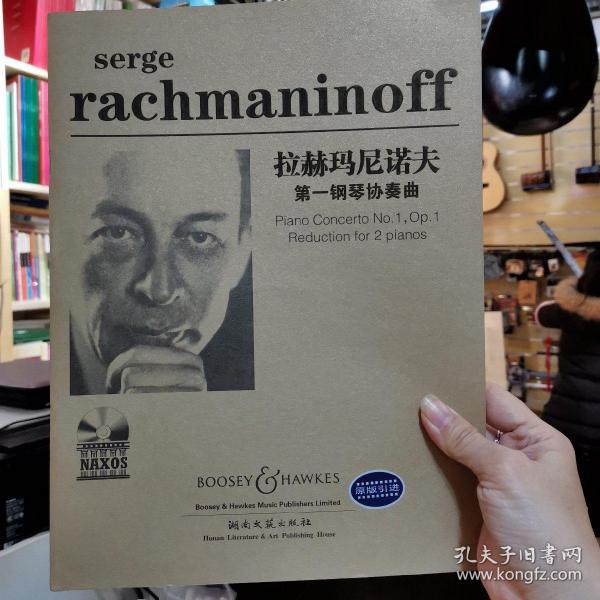 serge
rachmaninoff
拉赫玛尼诺夫
第一钢琴协奏曲
Piano Concerto No.1, Op.1
Reduction for 2 pianos
NAXOS
BOOSEY & HAWKES
Boosey & Hawkes Music Publishers Limited
原版引进
湖南文艺出版社
Hunan Literature & Art Publishing House
孔夫子旧书网
www.kongfz.com